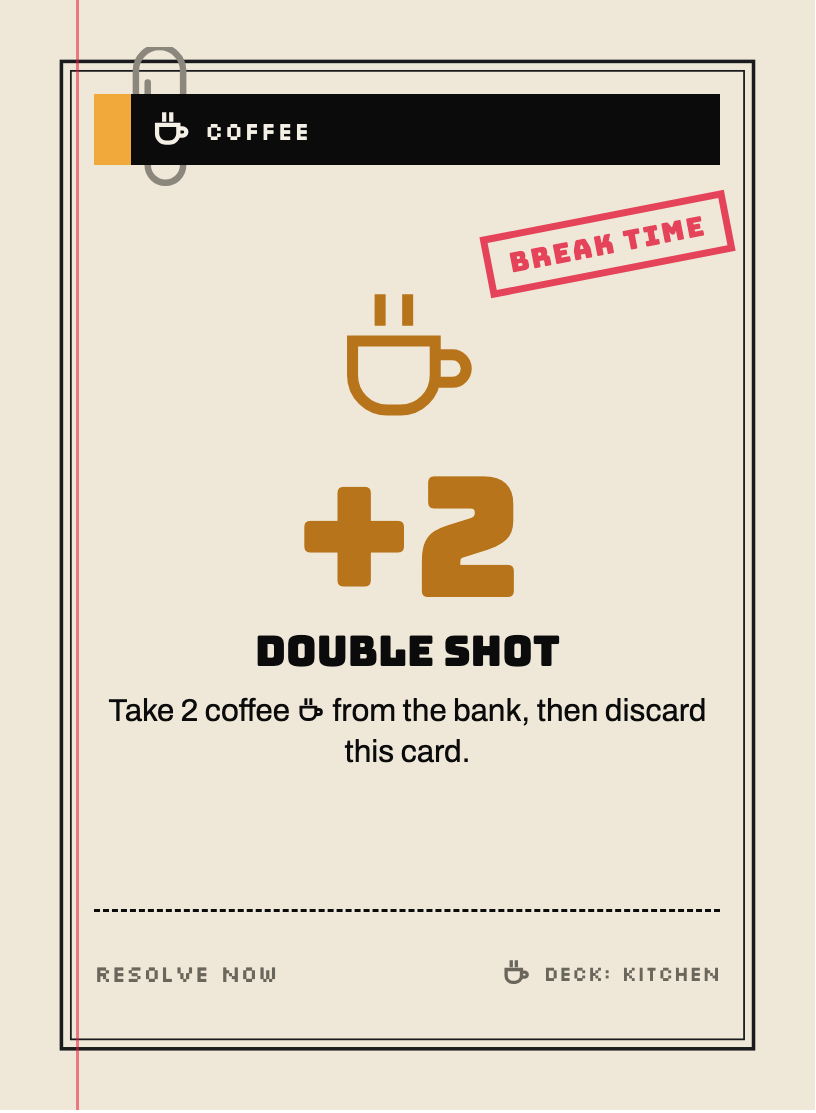 COFFEE
BREAK TIME
+2
DOUBLE SHOT
Take 2 coffee from the bank, then discard
this card.
RESOLVE NOW
DECK: KITCHEN